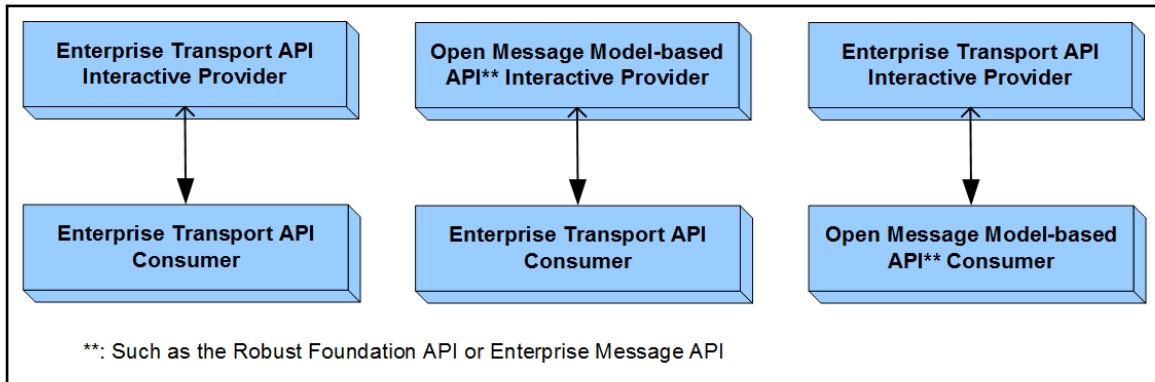 Enterprise Transport API
Interactive Provider
Open Message Model-based
API** Interactive Provider
Enterprise Transport API
Interactive Provider
Enterprise Transport API
Consumer
Enterprise Transport API
Consumer
Open Message Model-based
API** Consumer
**: Such as the Robust Foundation API or Enterprise Message API